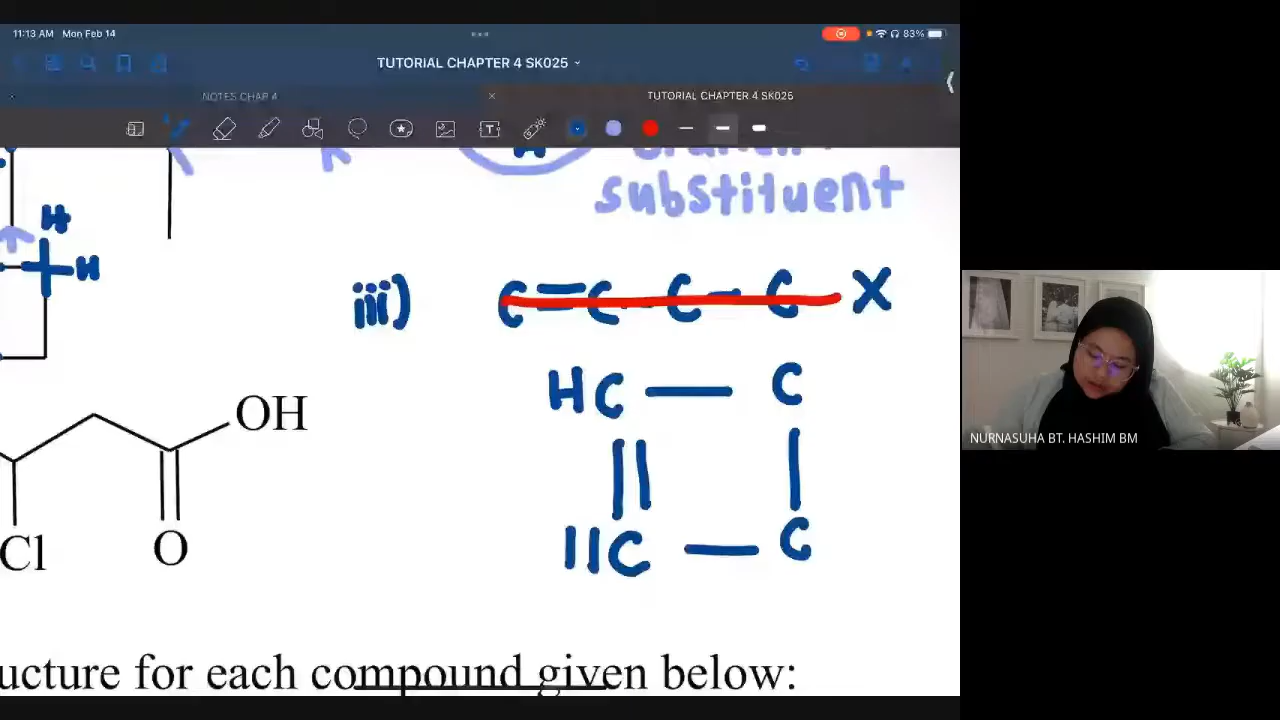 11:13 AM Mon Feb 14
83%
TUTORIAL CHAPTER 4 SK025
NOTES CHAP 4
TUTORIAL CHAPTER 4 SK025
T
substituent
H
H
iii) C=C-C-C X
HC — C
OH
C — C
Cl
O
NURNASUHA BT. HASHIM BM
ucture for each compound given below: